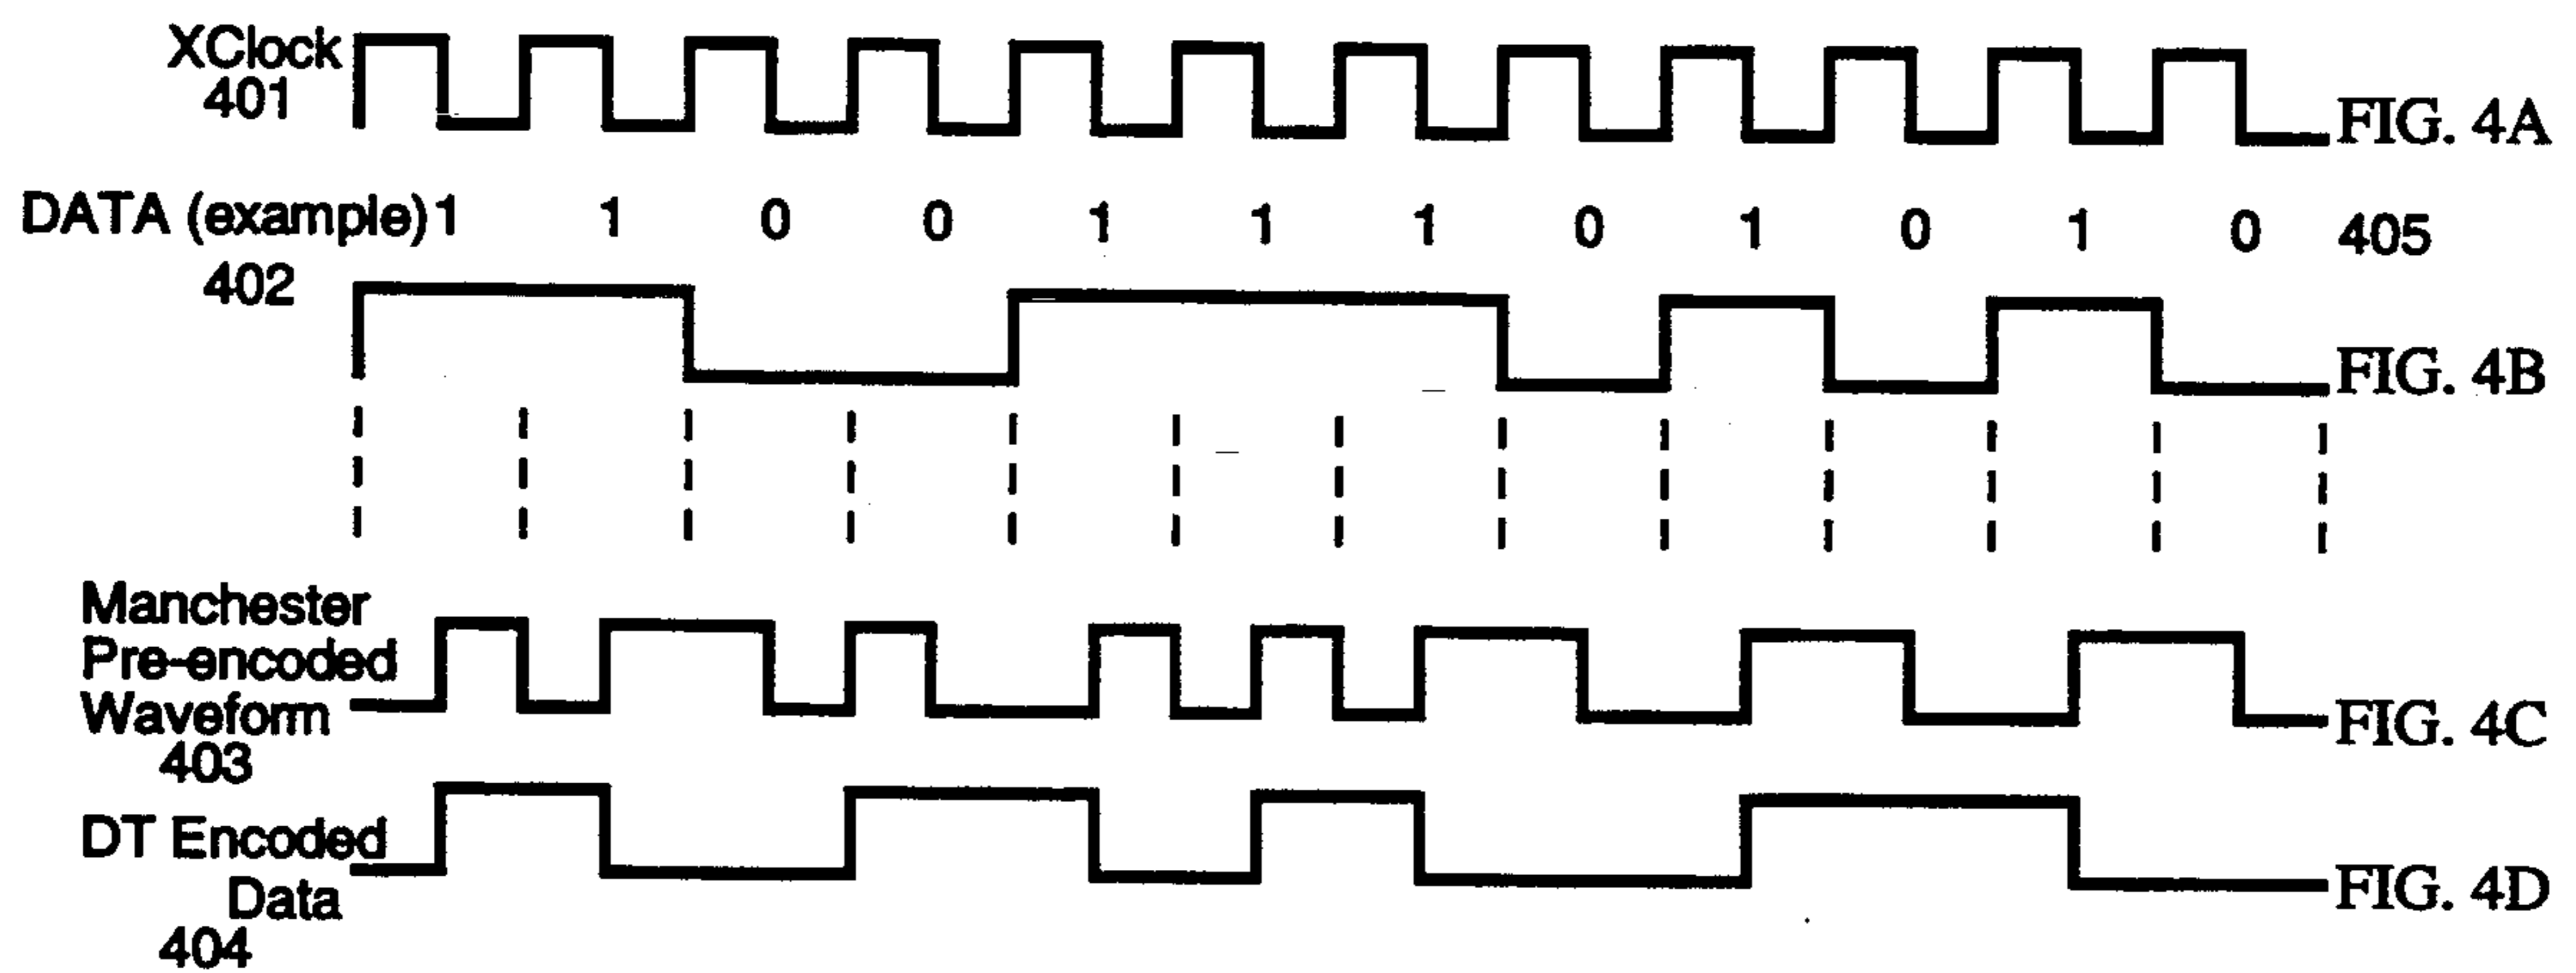 XClock
401
FIG. 4A
DATA (example) 1 1 0 0 1 1 1 0 1 0 1 0 405
402
FIG. 4B
Manchester
Pre-encoded
Waveform
403
FIG. 4C
DT Encoded
Data
404
FIG. 4D